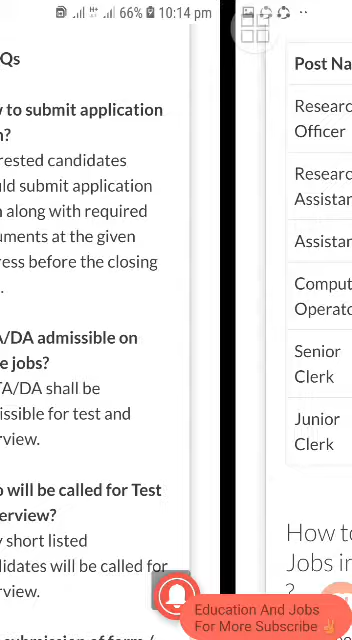 66% 10:14 pm
Qs
to submit application
?
rested candidates
uld submit application
along with required
uments at the given
ress before the closing
.
A/DA admissible on
e jobs?
TA/DA shall be
issible for test and
rview.
will be called for Test
erview?
short listed
didates will be called for
rview.
Post Na
Researc
Officer
Researc
Assistan
Assistan
Comput
Operato
Senior
Clerk
Junior
Clerk
How to
Jobs in
?
Education And Jobs
For More Subscribe ✌